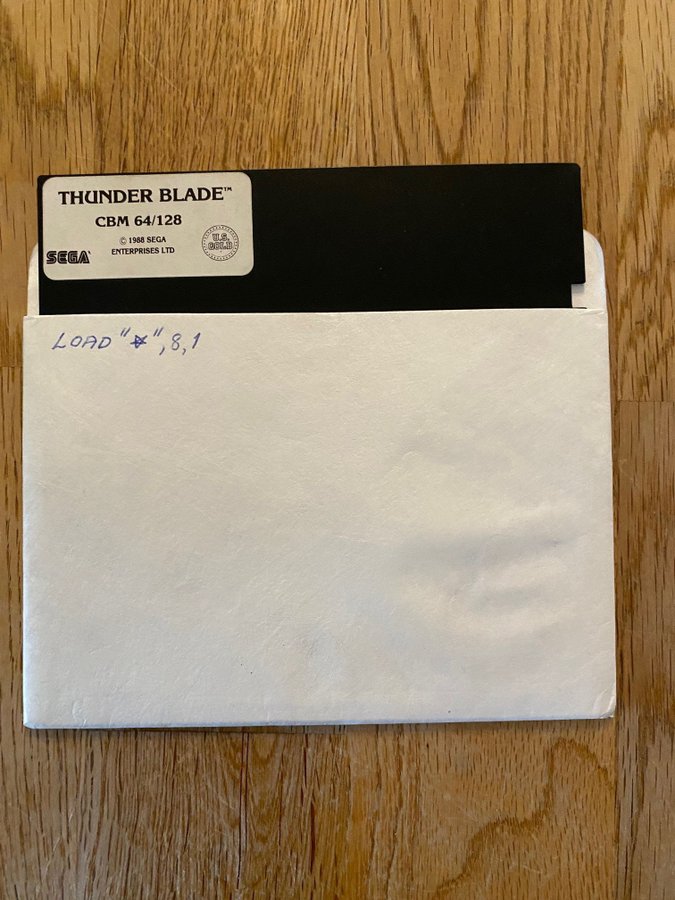 THUNDER BLADE™
CBM 64/128
© 1988 SEGA
ENTERPRISES LTD
SEGA®
U.S.
GOLD
LOAD "*",8,1